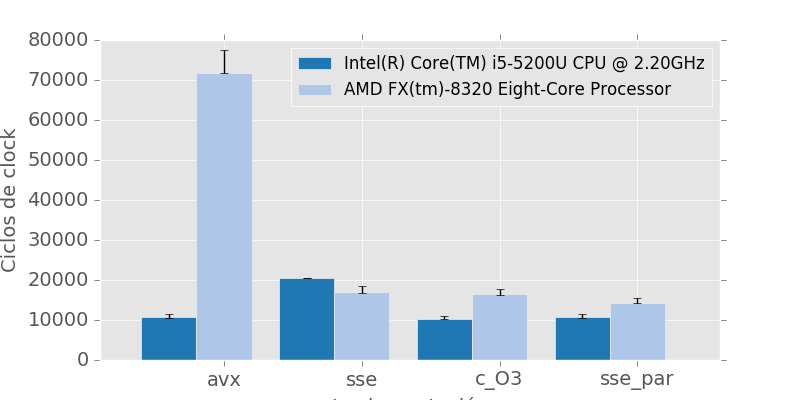 80000
70000
60000
50000
40000
30000
20000
10000
0
Ciclos de clock
Intel(R) Core(TM) i5-5200U CPU @ 2.20GHz
AMD FX(tm)-8320 Eight-Core Processor
avx sse c_O3 sse_par